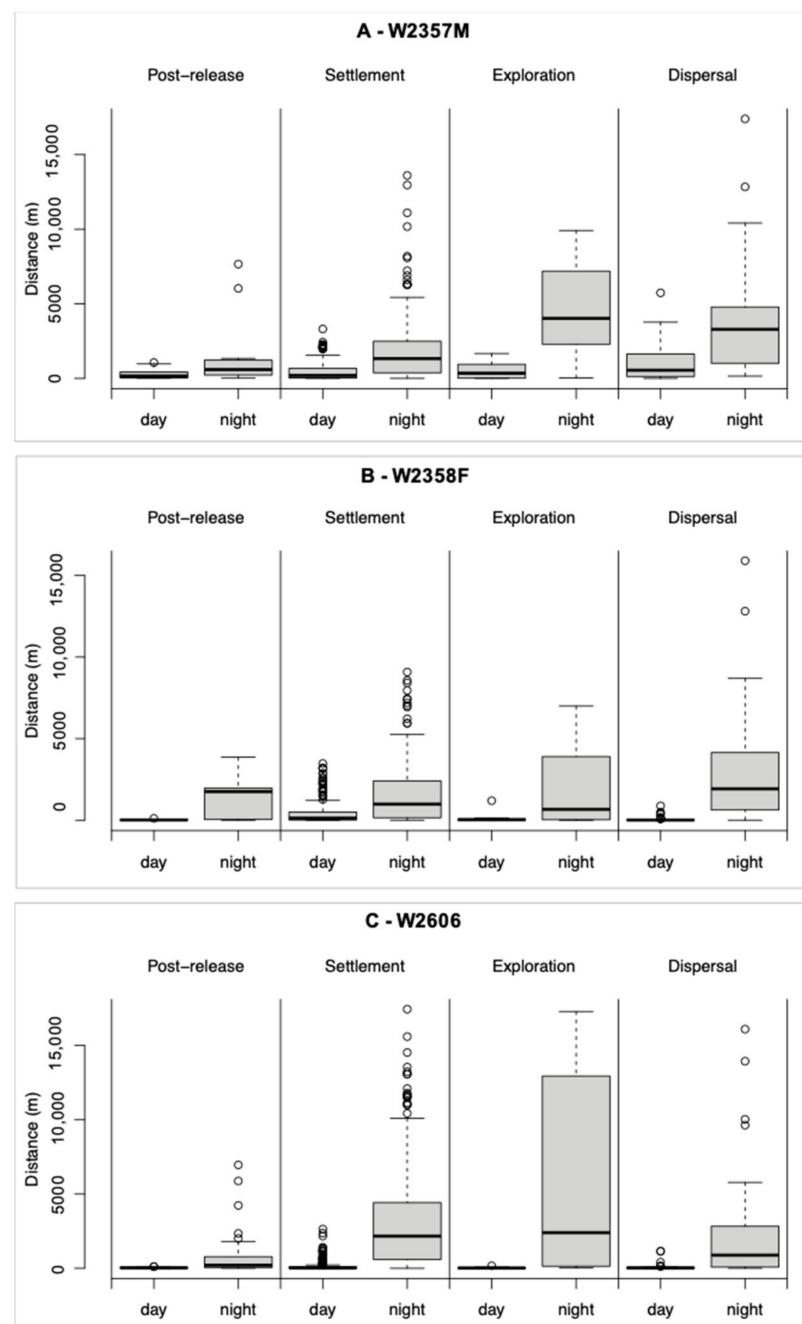 A - W2357M
Post-release Settlement Exploration Dispersal
Distance (m)
15,000
10,000
5000
0
day night day night day night day night
B - W2358F
Post-release Settlement Exploration Dispersal
Distance (m)
15,000
10,000
5000
0
day night day night day night day night
C - W2606
Post-release Settlement Exploration Dispersal
Distance (m)
15,000
10,000
5000
0
day night day night day night day night